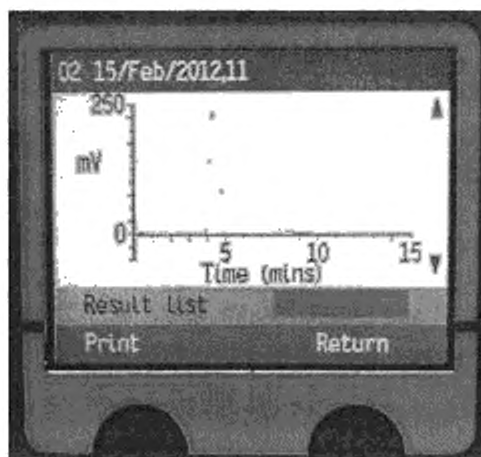 02 15/Feb/2012,11
250
mV
0
5 10 15
Time (mins)
Result list
Print Return